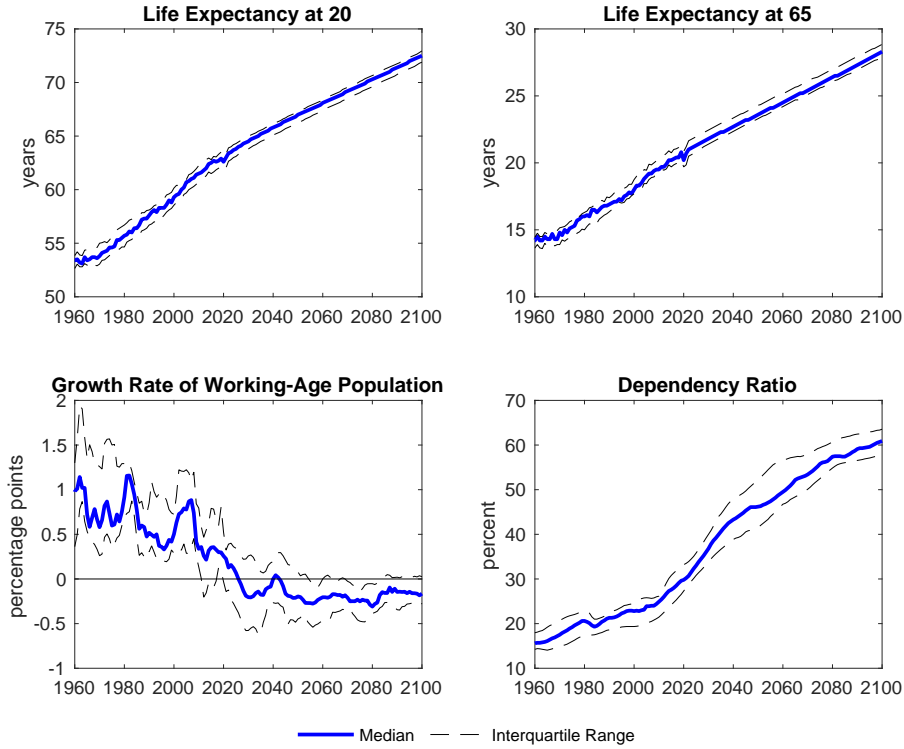 Life Expectancy at 20
75
70
65
60
55
50
years
1960 1980 2000 2020 2040 2060 2080 2100
Life Expectancy at 65
30
25
20
15
10
years
1960 1980 2000 2020 2040 2060 2080 2100
Growth Rate of Working-Age Population
2
1.5
1
0.5
0
-0.5
-1
percentage points
1960 1980 2000 2020 2040 2060 2080 2100
Dependency Ratio
70
60
50
40
30
20
10
percent
1960 1980 2000 2020 2040 2060 2080 2100
Median Interquartile Range